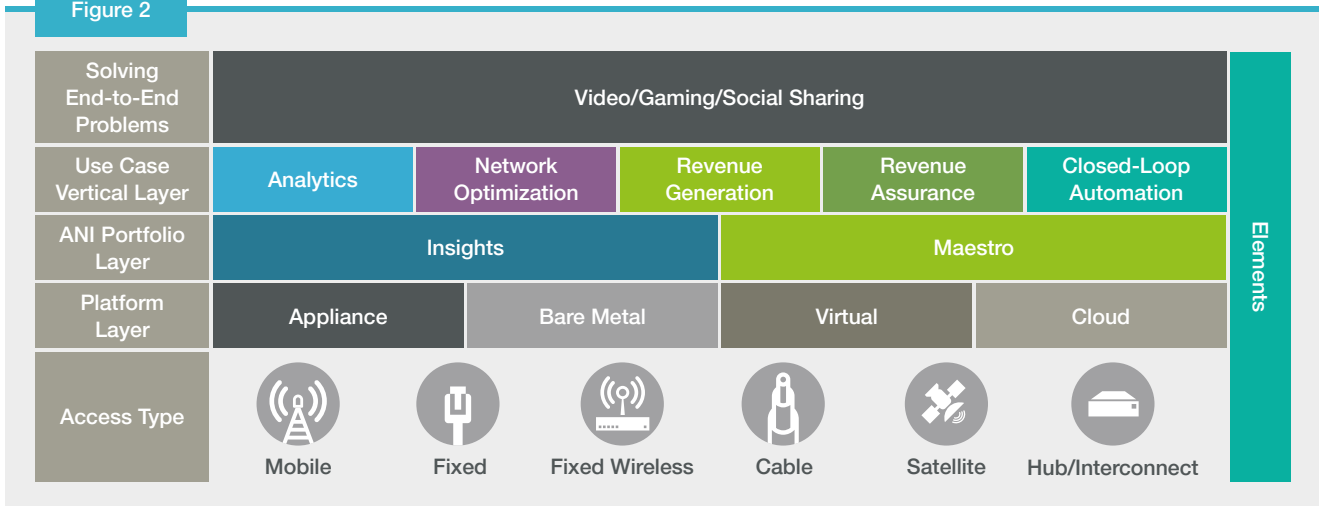 Figure 2
Solving
End-to-End
Problems
Video/Gaming/Social Sharing
Use Case
Vertical Layer
Analytics
Network
Optimization
Revenue
Generation
Revenue
Assurance
Closed-Loop
Automation
ANI Portfolio
Layer
Insights
Maestro
Platform
Layer
Appliance
Bare Metal
Virtual
Cloud
Access Type
Mobile
Fixed
Fixed Wireless
Cable
Satellite
Hub/Interconnect
Elements